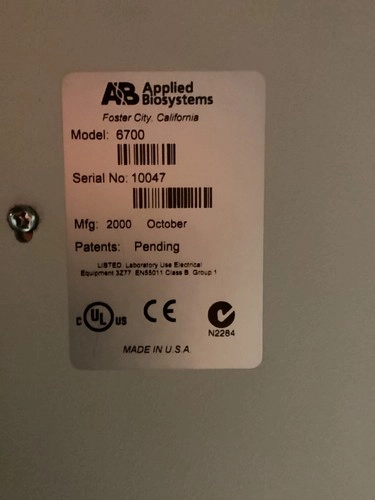 AB Applied
Biosystems
Foster City, California
Model: 6700
Serial No: 10047
Mfg: 2000 October
Patents: Pending
LISTED Laboratory Use Electrical
Equipment 3Z77 EN55011 Class B Group 1
C UL US CE
N2284
MADE IN U.S.A.